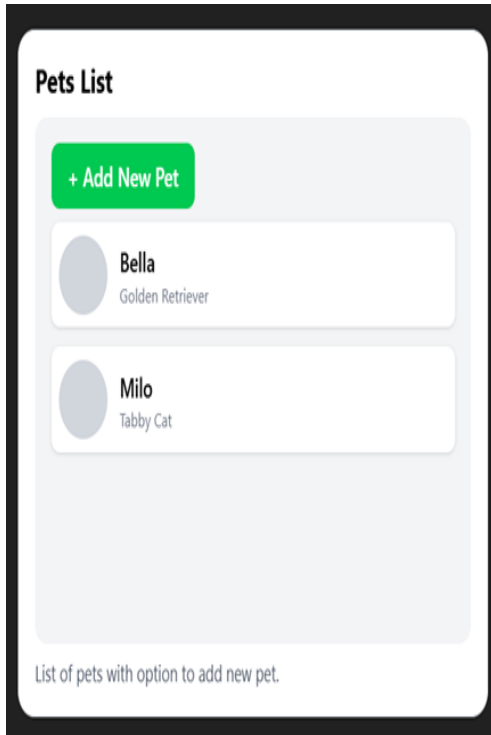 Pets List
+ Add New Pet
Bella
Golden Retriever
Milo
Tabby Cat
List of pets with option to add new pet.